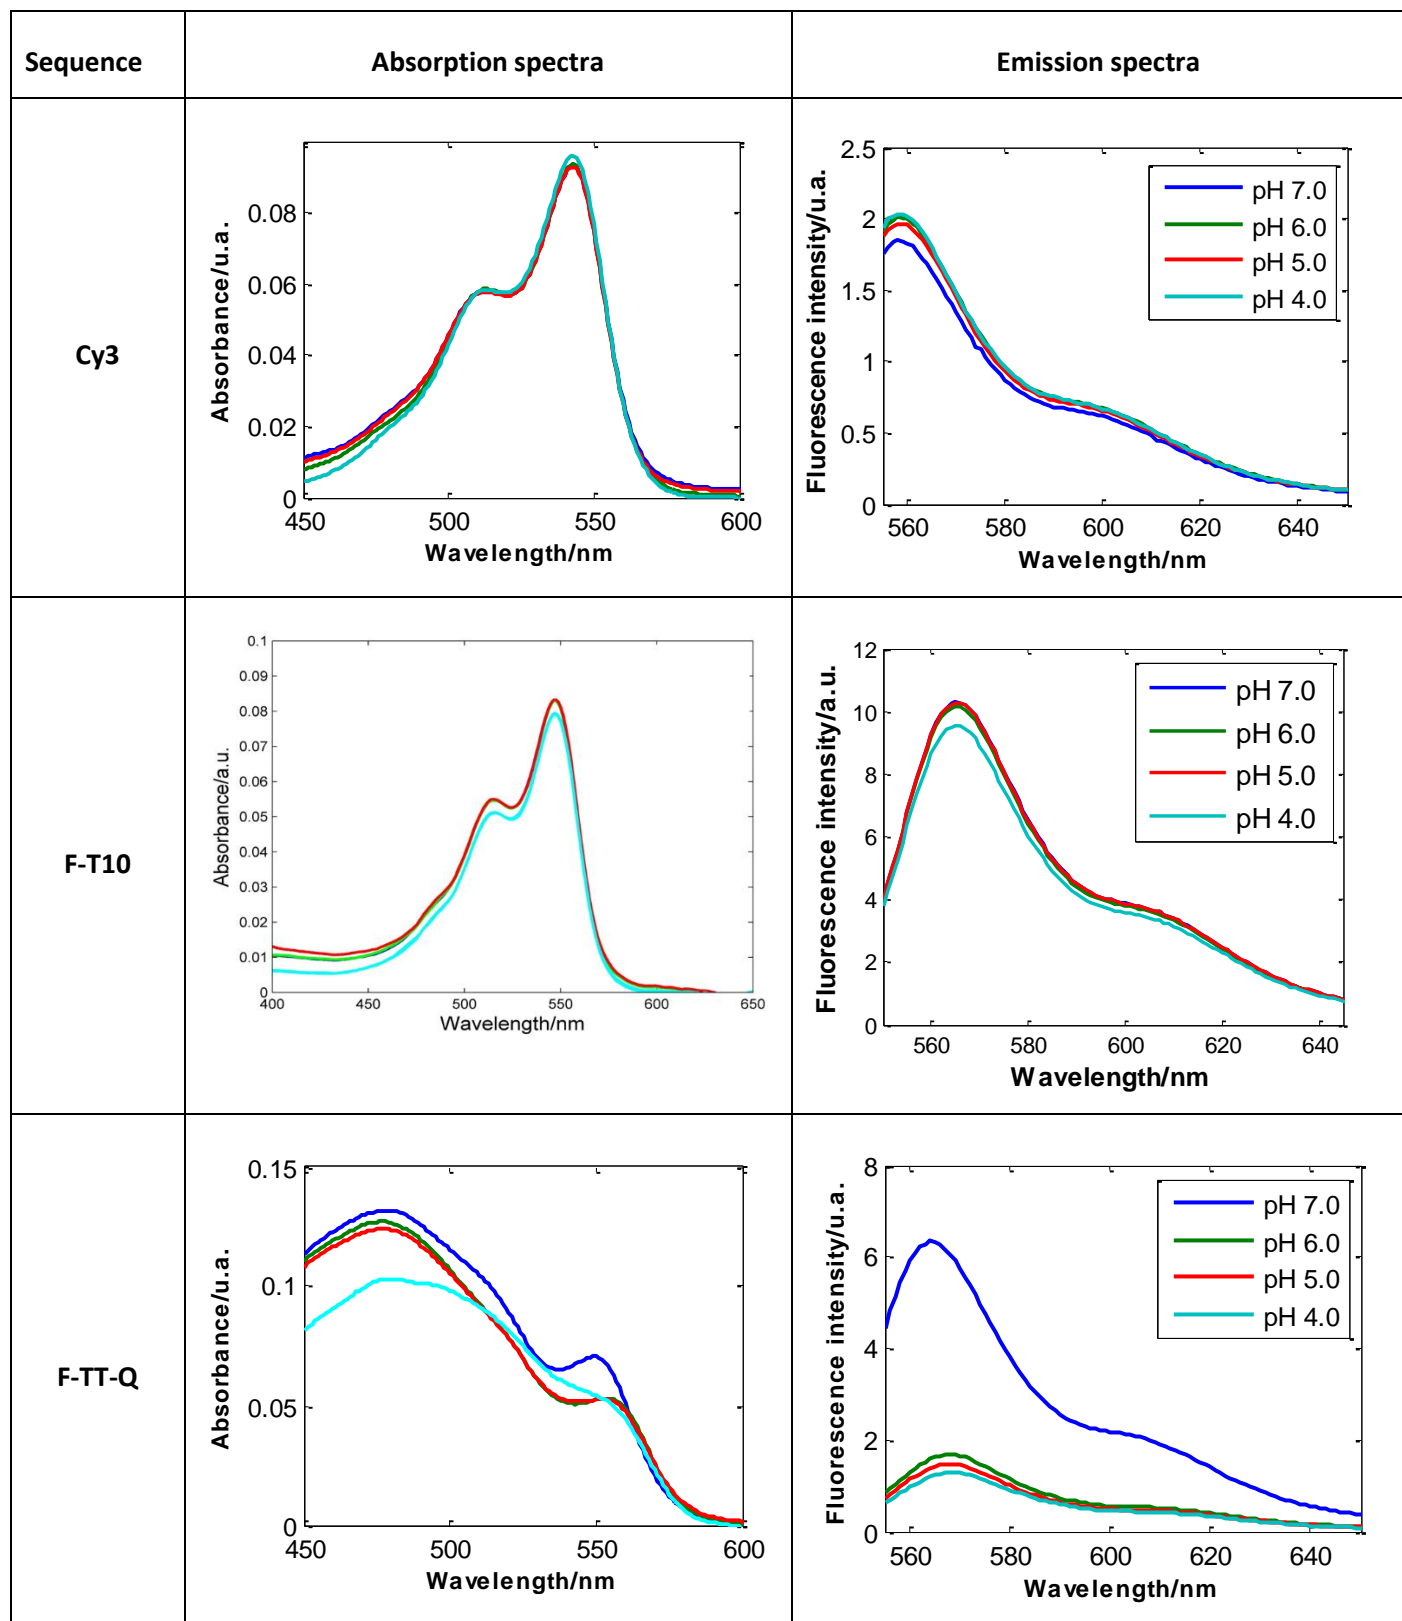 Sequence
Absorption spectra
Emission spectra
Cy3
Absorbance/u.a.
0.08
0.06
0.04
0.02
0
450 500 550 600
Wavelength/nm
Fluorescence intensity/u.a.
2.5
2
1.5
1
0.5
0
560 580 600 620 640
Wavelength/nm
pH 7.0
pH 6.0
pH 5.0
pH 4.0
F-T10
Absorbance/a.u.
0.1
0.09
0.08
0.07
0.06
0.05
0.04
0.03
0.02
0.01
0
400 450 500 550 600 650
Wavelength/nm
Fluorescence intensity/a.u.
12
10
8
6
4
2
0
560 580 600 620 640
Wavelength/nm
pH 7.0
pH 6.0
pH 5.0
pH 4.0
F-TT-Q
Absorbance/u.a.
0.15
0.1
0.05
0
450 500 550 600
Wavelength/nm
Fluorescence intensity/u.a.
8
6
4
2
0
560 580 600 620 640
Wavelength/nm
pH 7.0
pH 6.0
pH 5.0
pH 4.0